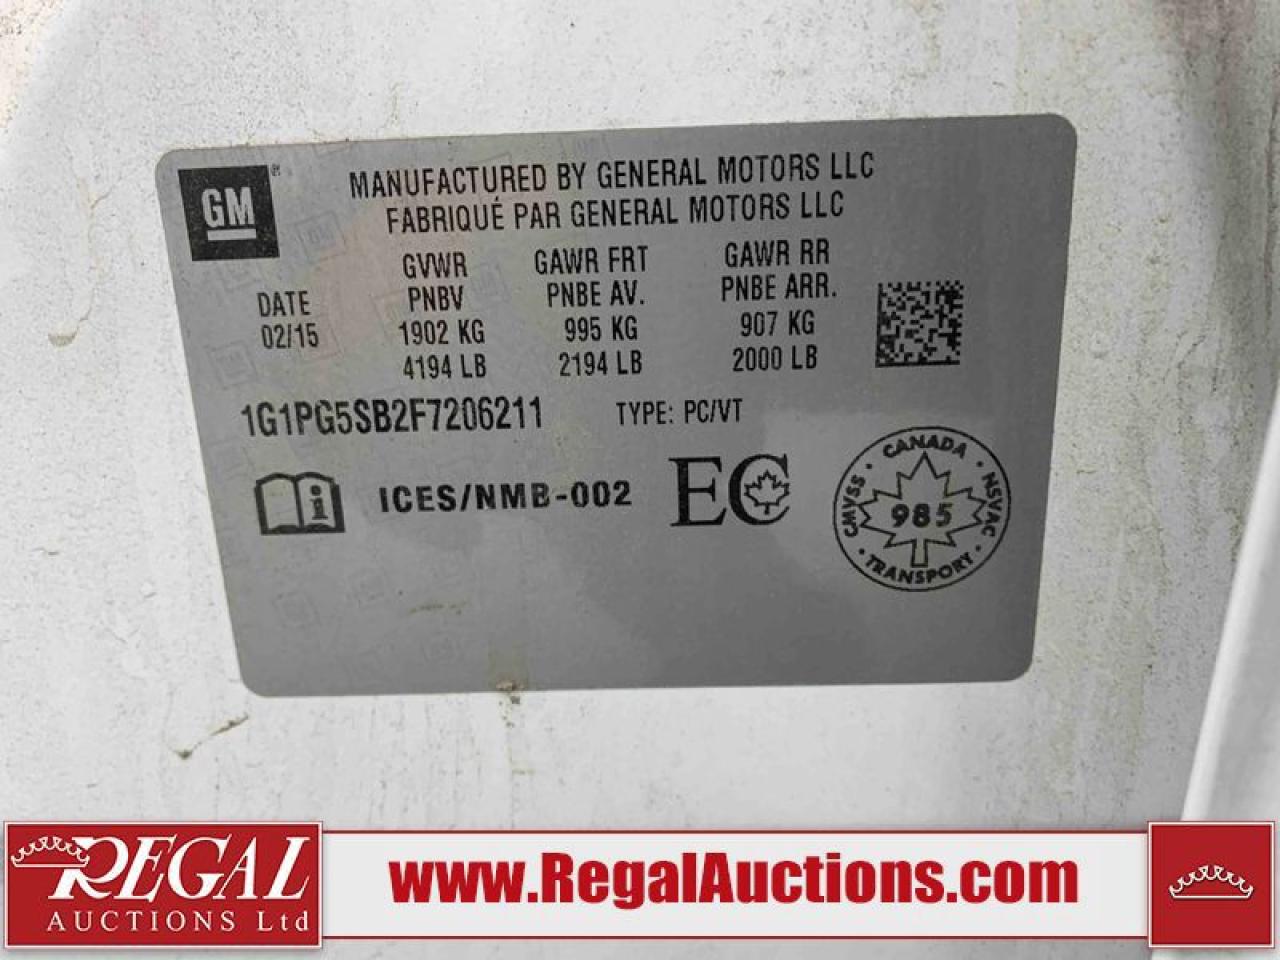 GM ®
MANUFACTURED BY GENERAL MOTORS LLC
FABRIQUÉ PAR GENERAL MOTORS LLC
GVWR GAWR FRT GAWR RR
DATE PNBV PNBE AV. PNBE ARR.
02/15 1902 KG 995 KG 907 KG
4194 LB 2194 LB 2000 LB
1G1PG5SB2F7206211 TYPE: PC/VT
i ICES/NMB-002 EC
CANADA
CMVSS 985 NSVAC
TRANSPORT
REGAL
AUCTIONS Ltd
www.RegalAuctions.com